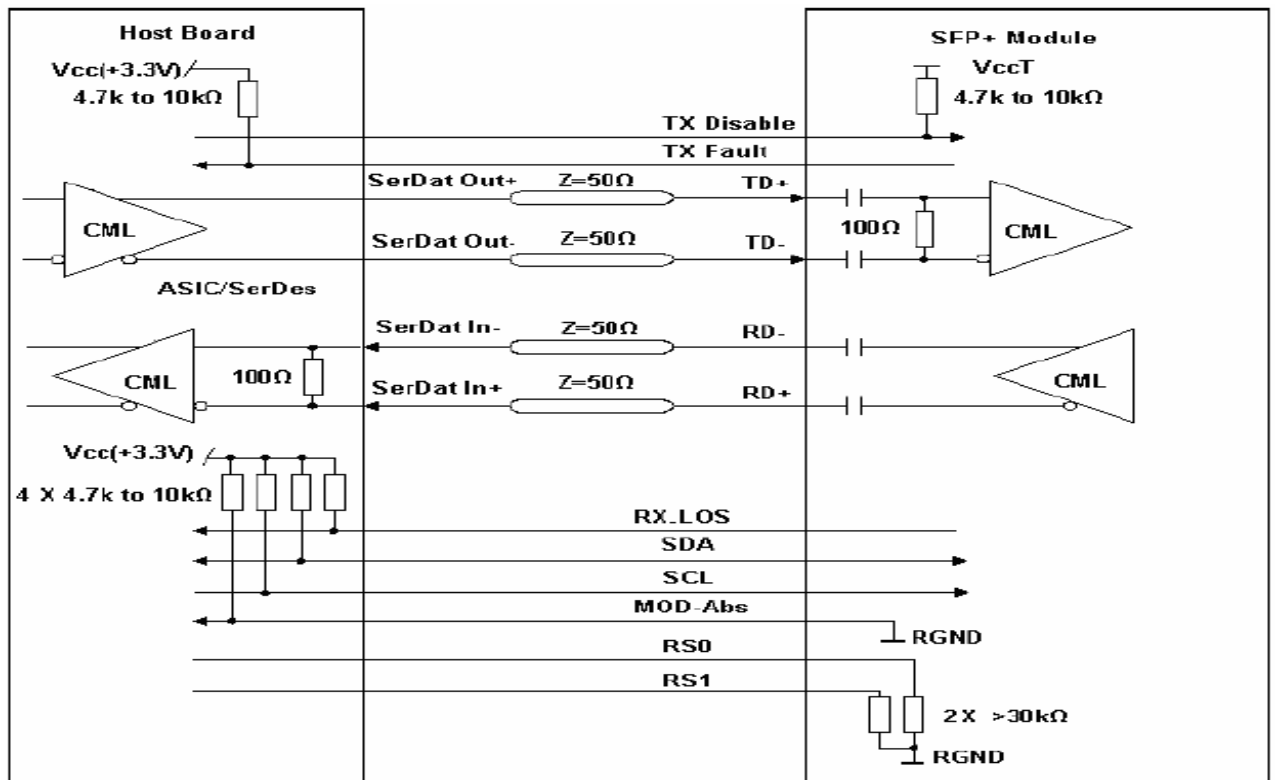 Host Board
SFP+ Module
Vcc(+3.3V)
4.7k to 10kΩ
VccT
4.7k to 10kΩ
TX Disable
TX Fault
SerDat Out+
Z=50Ω
TD+
CML
100Ω
CML
SerDat Out-
Z=50Ω
TD-
ASIC/SerDes
SerDat In-
Z=50Ω
RD-
CML
100Ω
CML
SerDat In+
Z=50Ω
RD+
Vcc(+3.3V)
4 X 4.7k to 10kΩ
RX_LOS
SDA
SCL
MOD-Abs
RGND
RS0
RS1
2X >30kΩ
RGND